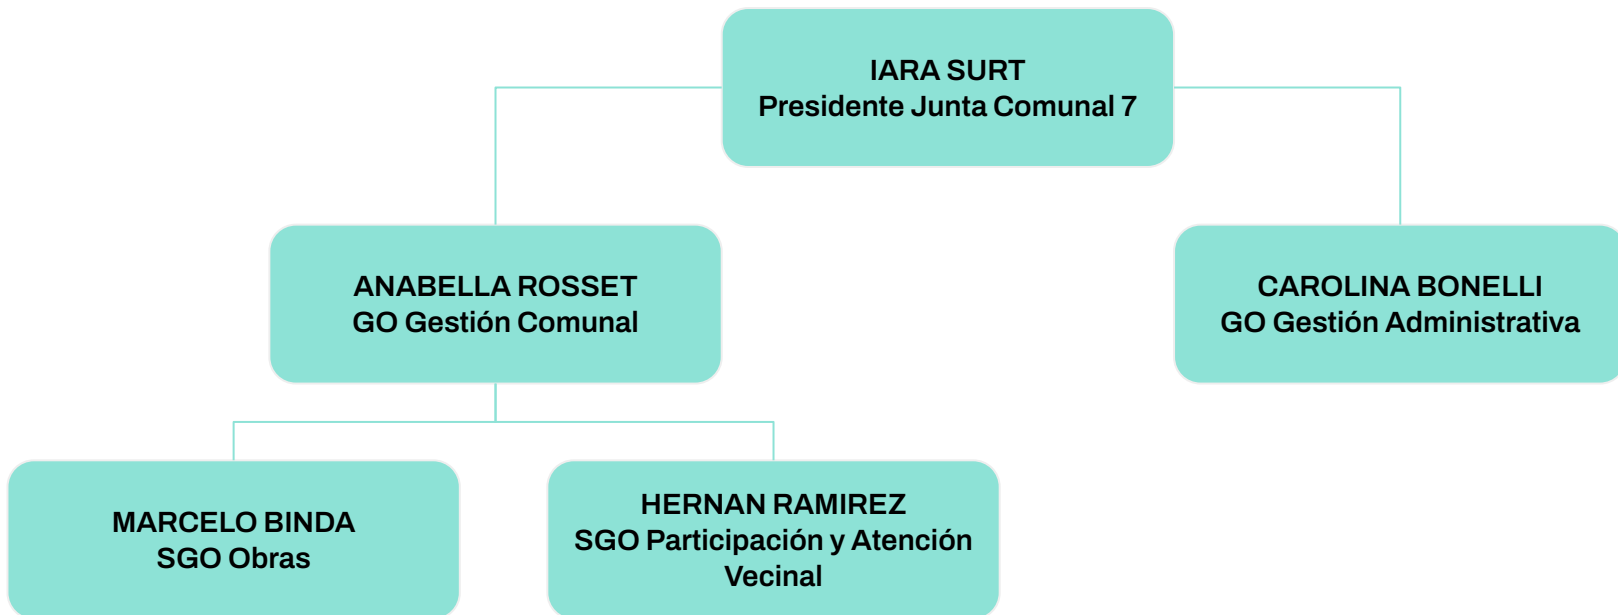 IARA SURT
Presidente Junta Comunal 7
ANABELLA ROSSET
GO Gestión Comunal
CAROLINA BONELLI
GO Gestión Administrativa
MARCELO BINDA
SGO Obras
HERNAN RAMIREZ
SGO Participación y Atención
Vecinal